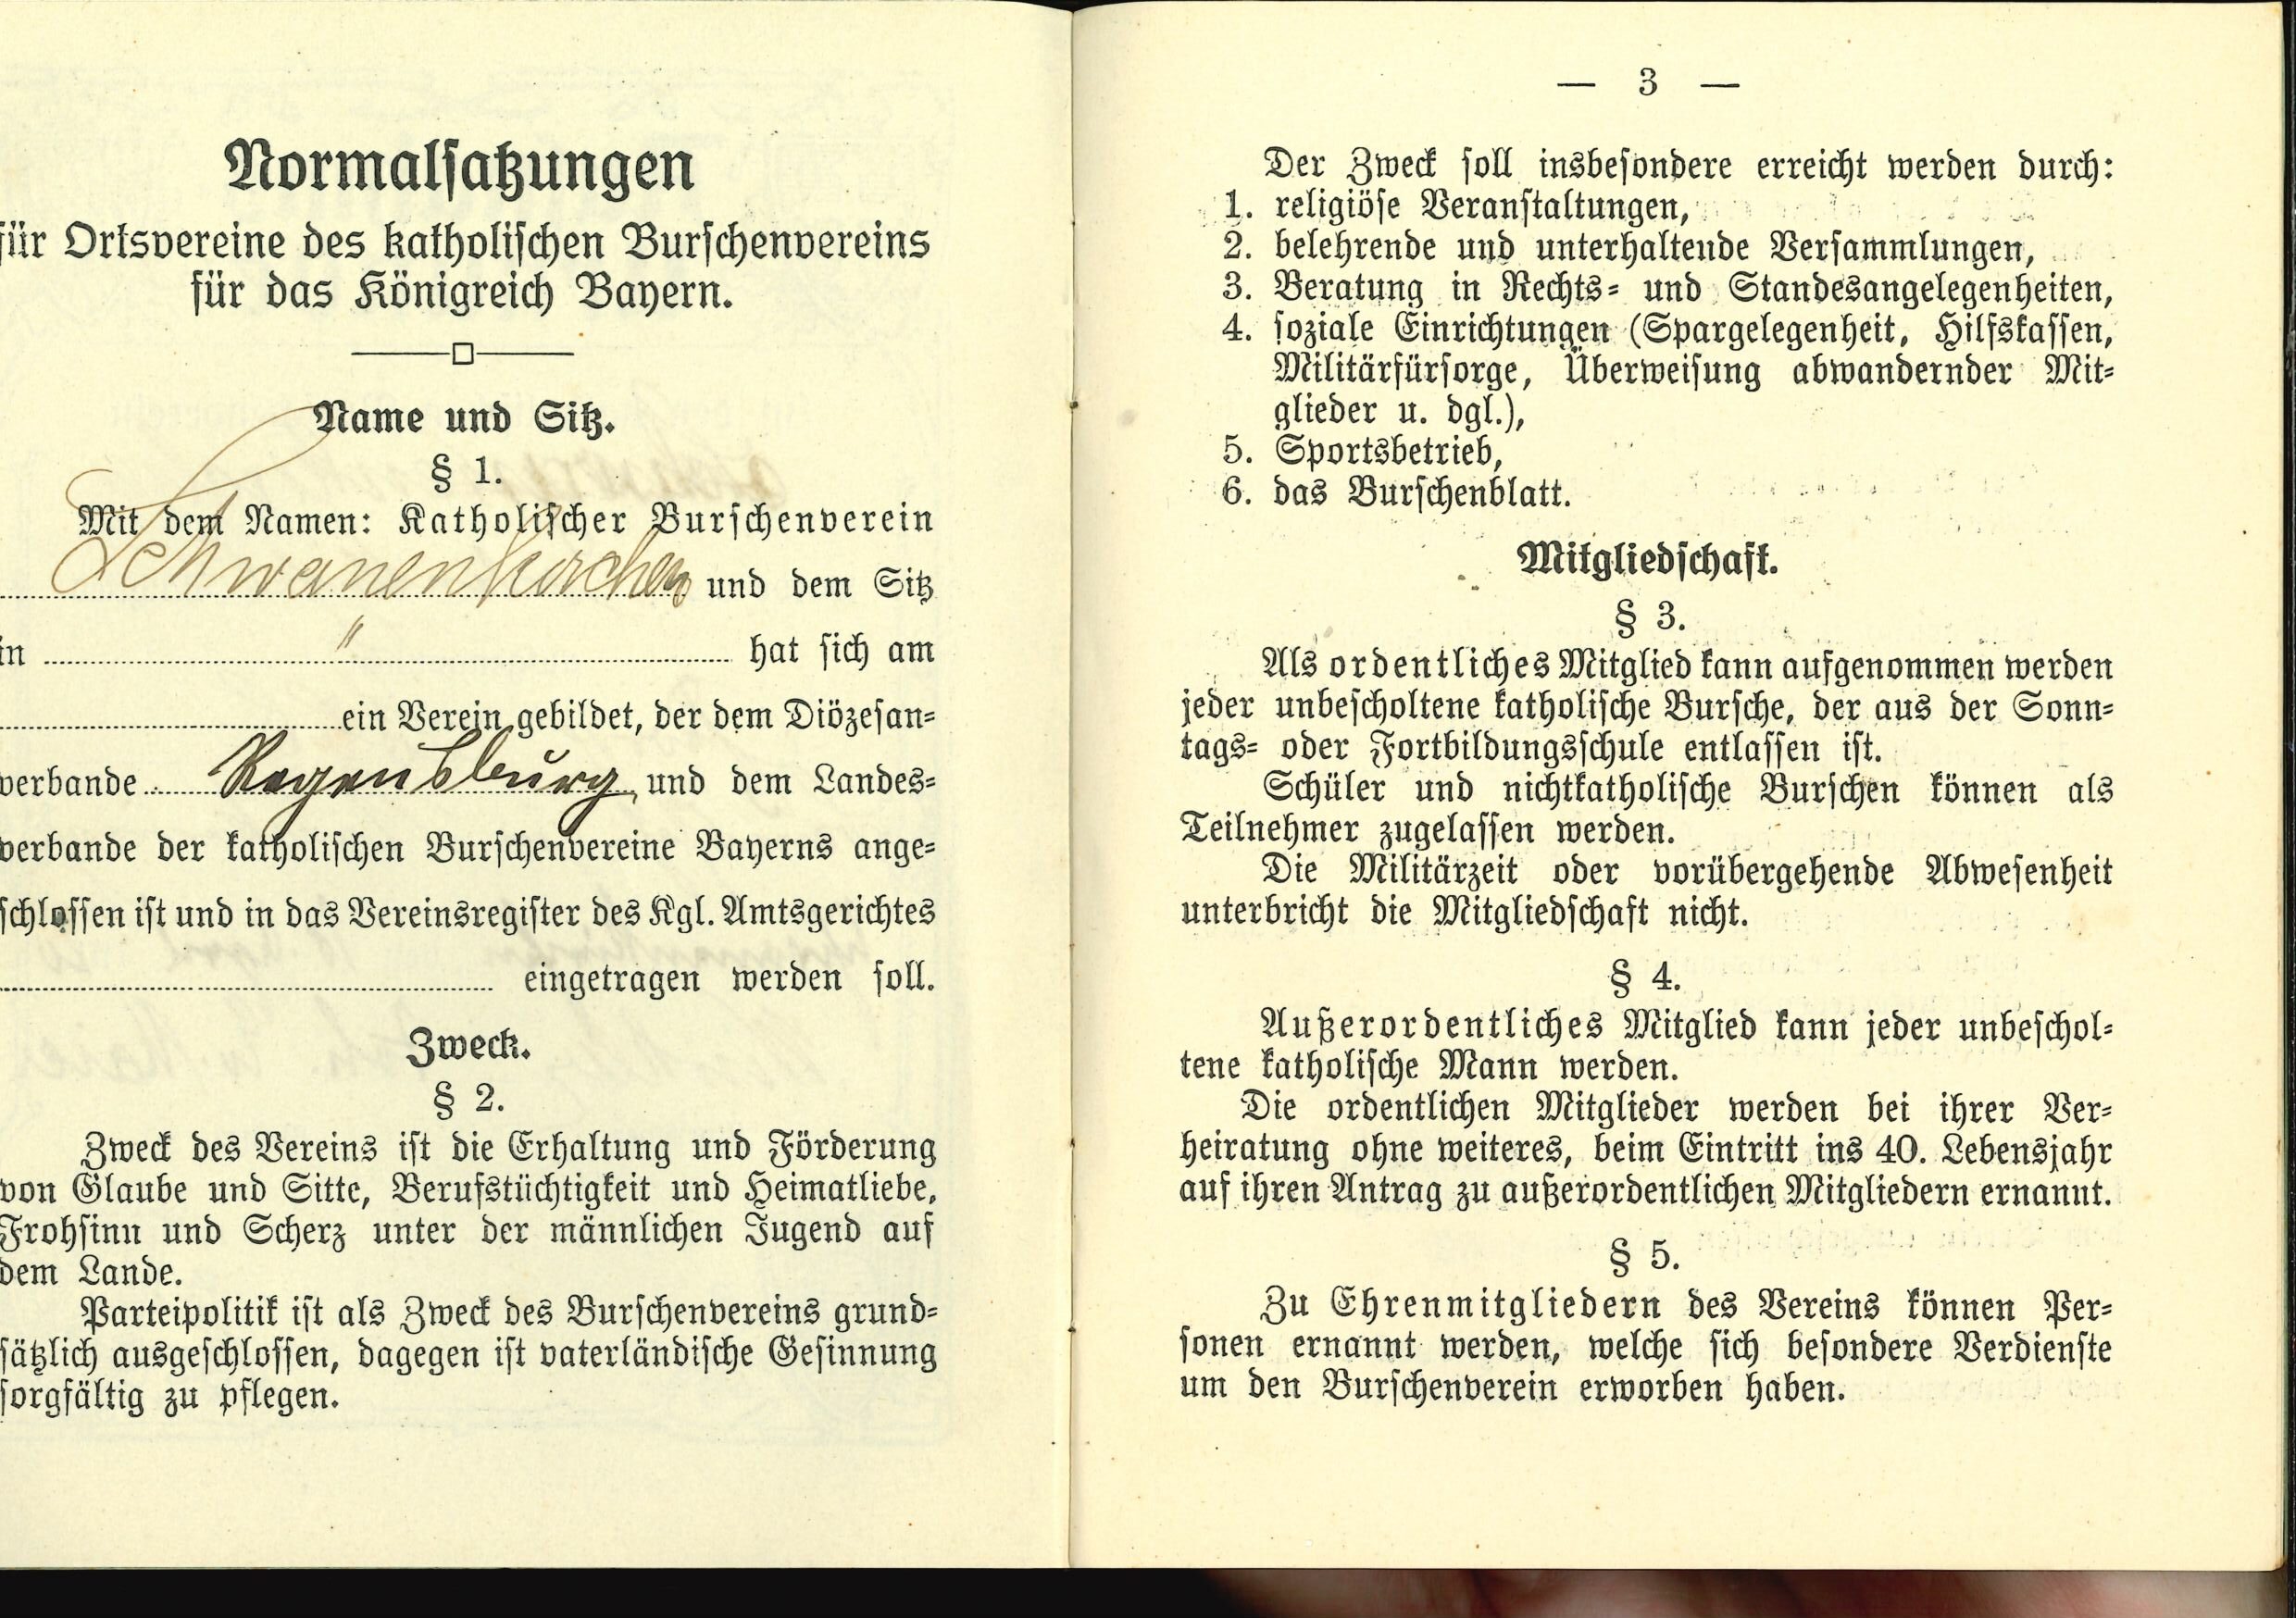 Normalsatzungen
für Ortsvereine des katholischen Burschenvereins
für das Königreich Bayern.
Name und Sitz.
§ 1.
Mit dem Namen: Katholischer Burschenverein
Schwanenkirchen und dem Sitz
in " hat sich am
ein Verein gebildet, der dem Diözesan-
verbande Regensburg und dem Landes-
verbande der katholischen Burschenvereine Bayerns ange-
schlossen ist und in das Vereinsregister des Kgl. Amtsgerichtes
eingetragen werden soll.
Zweck.
§ 2.
Zweck des Vereins ist die Erhaltung und Förderung
von Glaube und Sitte, Berufstüchtigkeit und Heimatliebe,
Frohsinn und Scherz unter der männlichen Jugend auf
dem Lande.
Parteipolitik ist als Zweck des Burschenvereins grund-
sätzlich ausgeschlossen, dagegen ist vaterländische Gesinnung
sorgfältig zu pflegen.
— 3 —
Der Zweck soll insbesondere erreicht werden durch:
1. religiöse Veranstaltungen,
2. belehrende und unterhaltende Versammlungen,
3. Beratung in Rechts- und Standesangelegenheiten,
4. soziale Einrichtungen (Spargelegenheit, Hilfskassen,
Militärfürsorge, Überweisung abwandernder Mit-
glieder u. dgl.),
5. Sportsbetrieb,
6. das Burschenblatt.
Mitgliedschaft.
§ 3.
Als ordentliches Mitglied kann aufgenommen werden
jeder unbescholtene katholische Bursche, der aus der Sonn-
tags- oder Fortbildungsschule entlassen ist.
Schüler und nichtkatholische Burschen können als
Teilnehmer zugelassen werden.
Die Militärzeit oder vorübergehende Abwesenheit
unterbricht die Mitgliedschaft nicht.
§ 4.
Außerordentliches Mitglied kann jeder unbeschol-
tene katholische Mann werden.
Die ordentlichen Mitglieder werden bei ihrer Ver-
heiratung ohne weiteres, beim Eintritt ins 40. Lebensjahr
auf ihren Antrag zu außerordentlichen Mitgliedern ernannt.
§ 5.
Zu Ehrenmitgliedern des Vereins können Per-
sonen ernannt werden, welche sich besondere Verdienste
um den Burschenverein erworben haben.